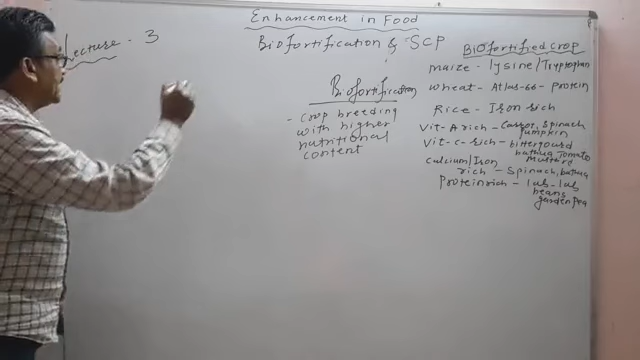 Lecture - 3
Enhancement in Food
Biofortification & SCP
Biofortification
- Crop breeding
with higher
nutritional
content
Biofortified crop
maize - lysine/Tryptophan
wheat - Atlas-66 - protein
Rice - Iron rich
Vit-A rich - Carrot, Spinach
pumpkin
Vit-C-rich - bittergourd
bathua Tomato
mustard
Calcium/Iron
rich - Spinach, bathua
Protein rich - lab-lab
beans
garden pea